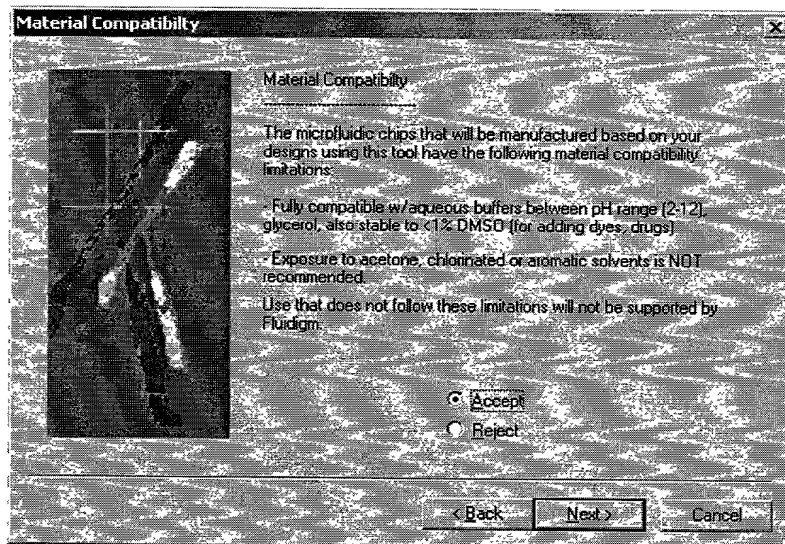 Material Compatibilty
Material Compatibilty
------------------------------
The microfluidic chips that will be manufactured based on your
designs using this tool have the following material compatibility
limitations:
- Fully compatible w/aqueous buffers between pH range (2-12),
glycerol, also stable to <1% DMSO (for adding dyes, drugs)
- Exposure to acetone, chlorinated or aromatic solvents is NOT
recommended.
Use that does not follow these limitations will not be supported by
Fluidigm.
Accept
Reject
< Back
Next >
Cancel